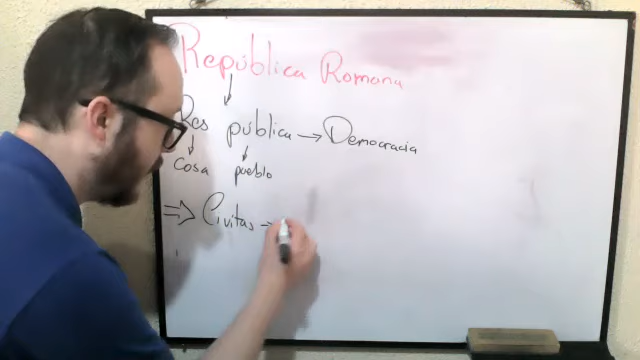 República Romana
Res pública → Democracia
cosa pueblo
⇒ Civitas →